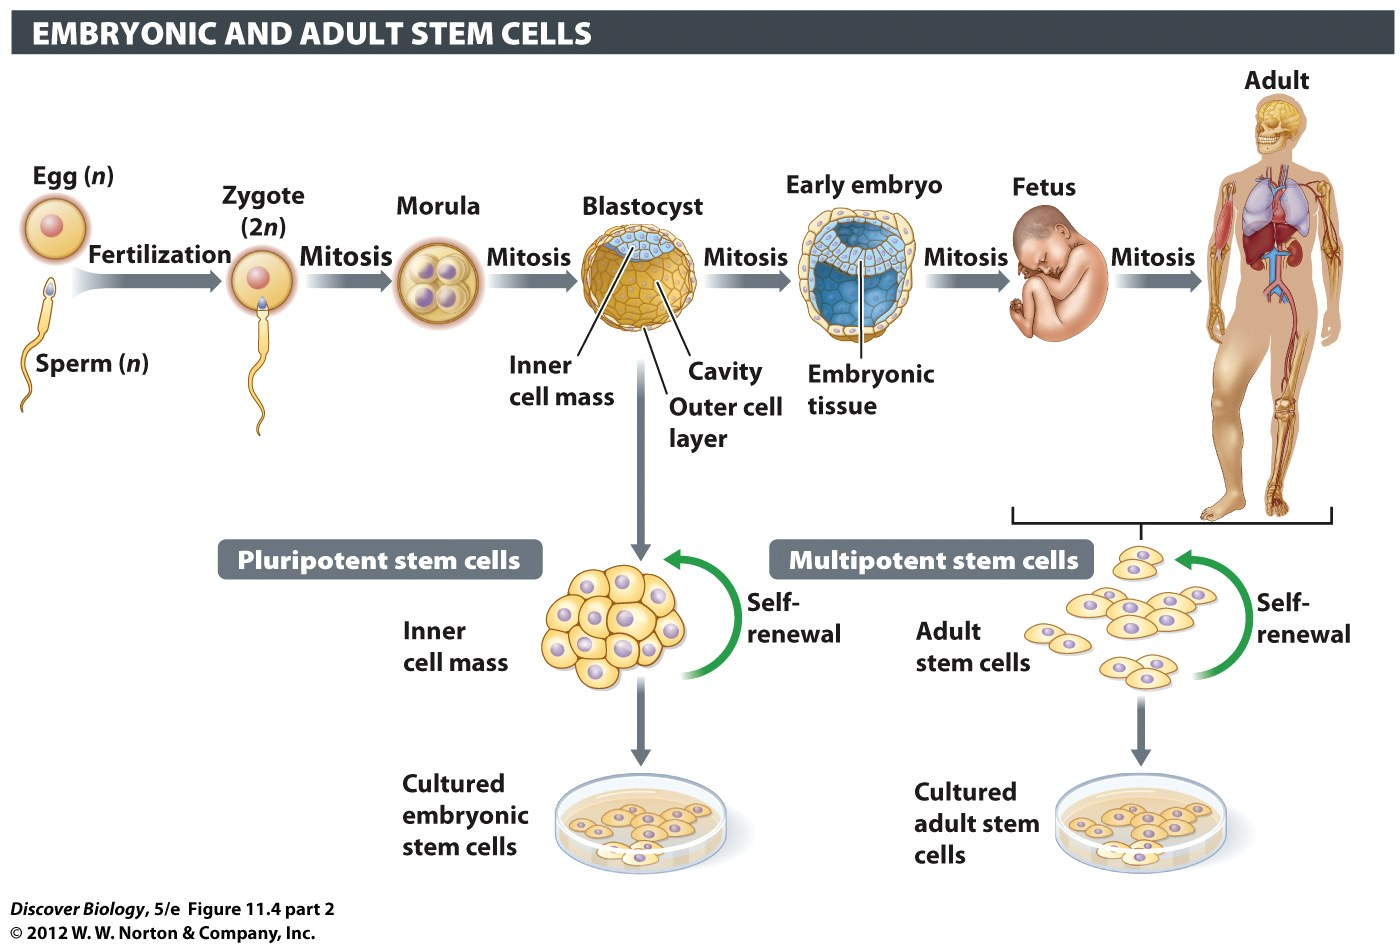 EMBRYONIC AND ADULT STEM CELLS
Adult
Egg (n)
Zygote
(2n)
Morula
Blastocyst
Early embryo
Fetus
Fertilization
Mitosis
Mitosis
Mitosis
Mitosis
Mitosis
Sperm (n)
Inner
cell mass
Cavity
Outer cell
layer
Embryonic
tissue
Pluripotent stem cells
Multipotent stem cells
Inner
cell mass
Self-
renewal
Adult
stem cells
Self-
renewal
Cultured
embryonic
stem cells
Cultured
adult stem
cells
Discover Biology, 5/e Figure 11.4 part 2
© 2012 W. W. Norton & Company, Inc.